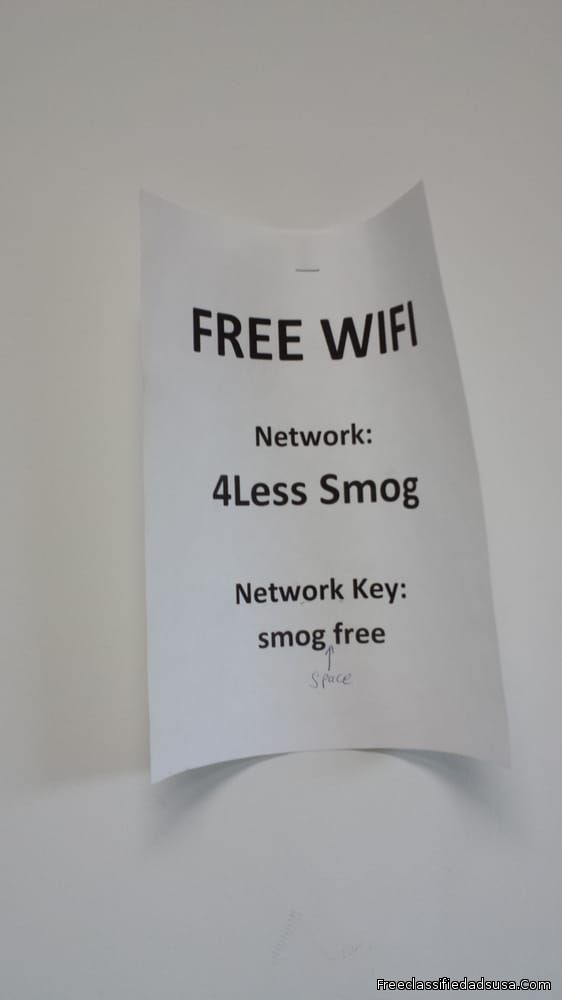 FREE WIFI
Network:
4Less Smog
Network Key:
smog free
space
Freeclassifiedadsusa.Com